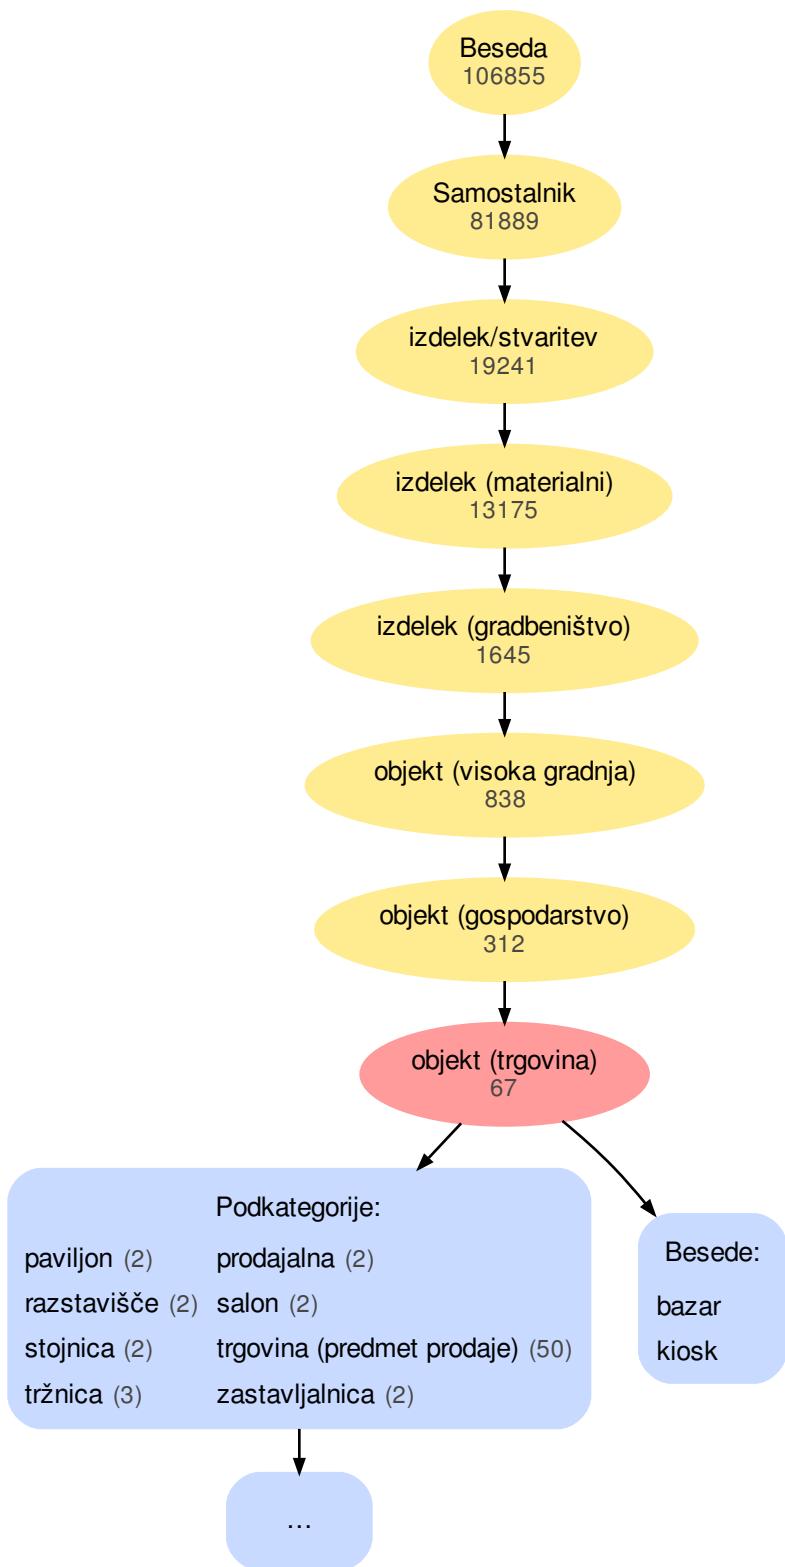 Beseda
106855
Samostalnik
81889
izdelek/stvaritev
19241
izdelek (materialni)
13175
izdelek (gradbeništvo)
1645
objekt (visoka gradnja)
838
objekt (gospodarstvo)
312
objekt (trgovina)
67
Podkategorije:
paviljon (2) prodajalna (2)
razstavišče (2) salon (2)
stojnica (2) trgovina (predmet prodaje) (50)
tržnica (3) zastavljalnica (2)
Besede:
bazar
kiosk
...